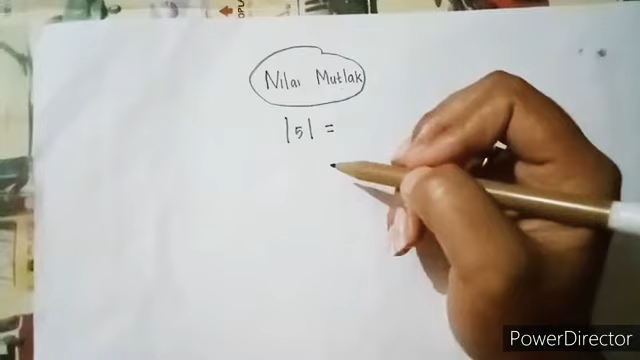 Nilai Mutlak
|5| =
PowerDirector